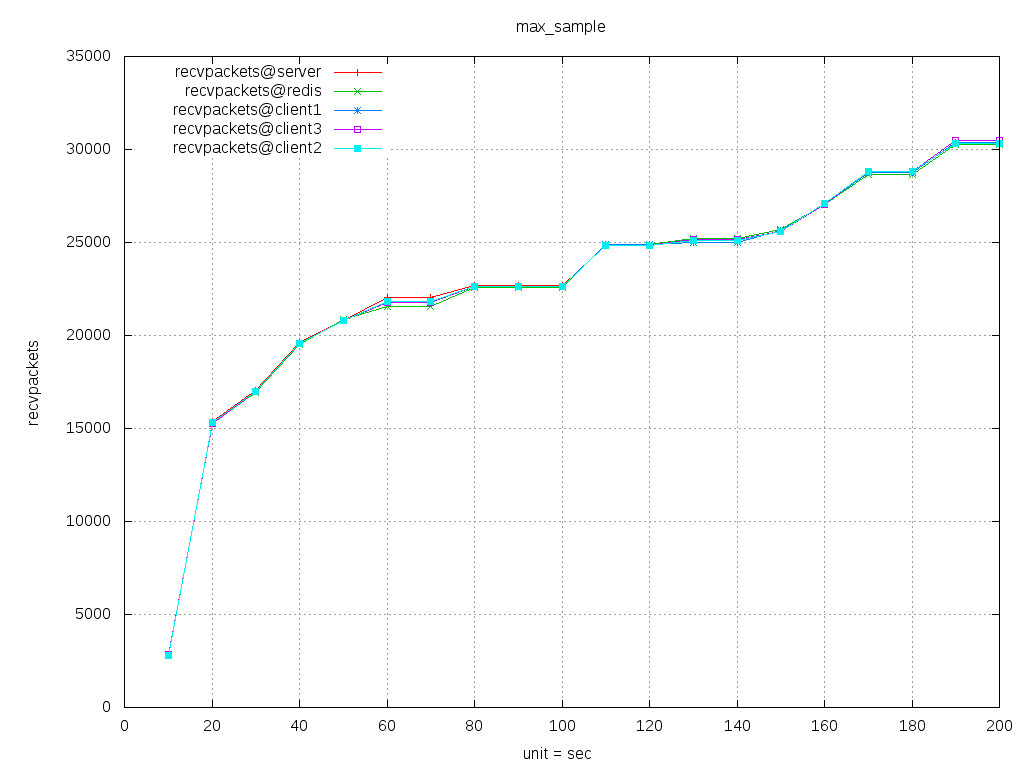 max_sample
35000
30000
25000
20000
15000
10000
5000
0
recvpackets
recvpackets@server
recvpackets@redis
recvpackets@client1
recvpackets@client3
recvpackets@client2
0 20 40 60 80 100 120 140 160 180 200
unit = sec